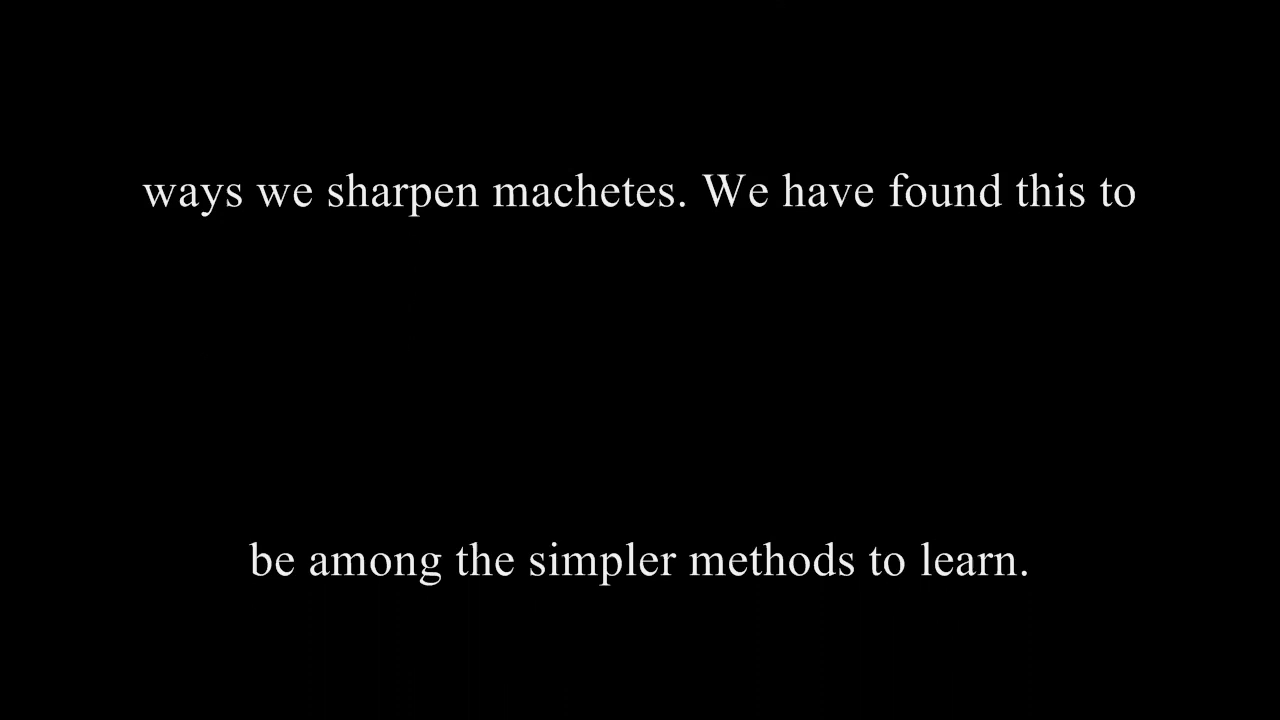 ways we sharpen machetes. We have found this to
be among the simpler methods to learn.